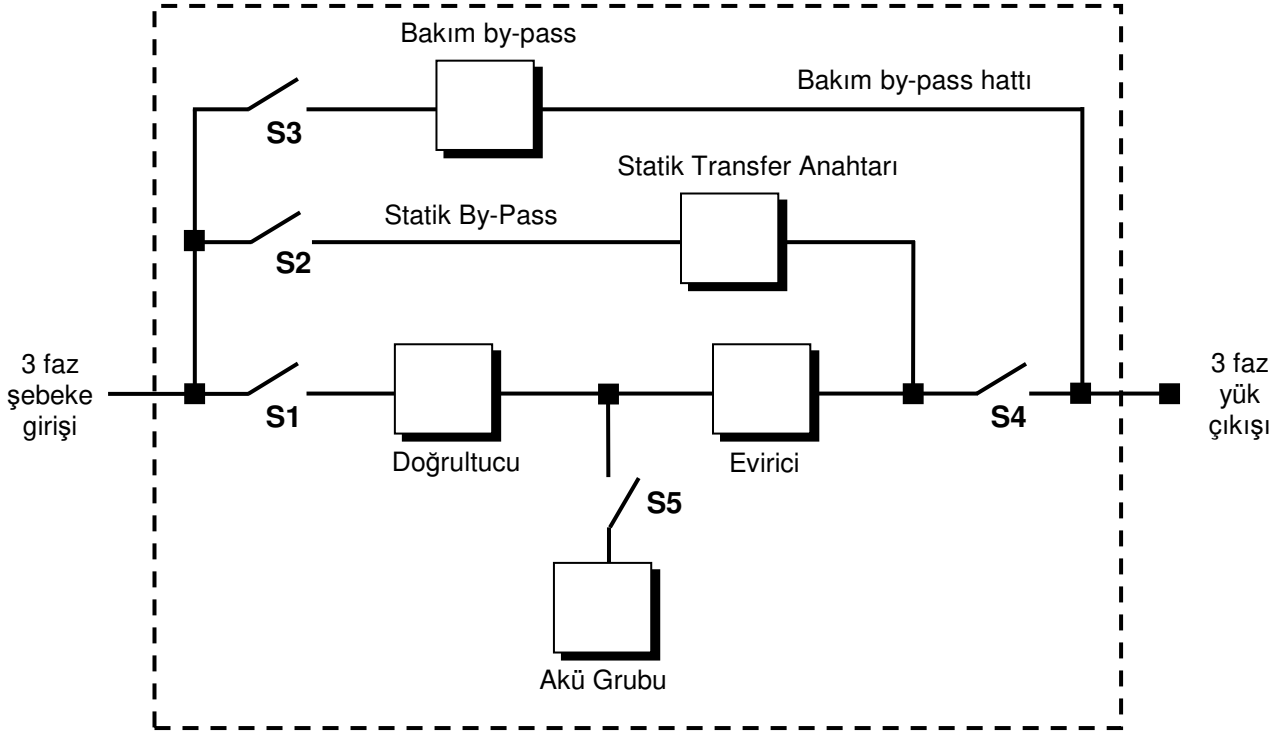 Bakım by-pass
Bakım by-pass hattı
S3
Statik Transfer Anahtarı
Statik By-Pass
S2
3 faz
şebeke
girişi
S1
S4
3 faz
yük
çıkışı
Doğrultucu
Evirici
S5
Akü Grubu